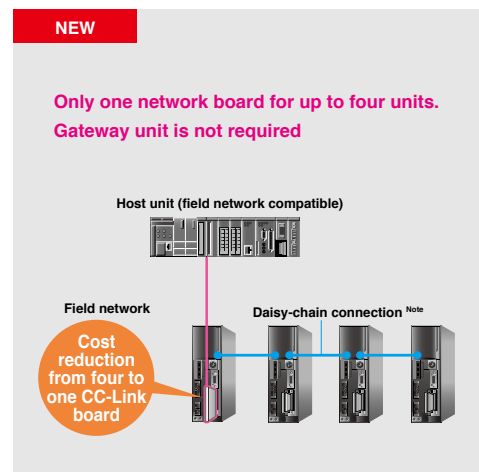 NEW
Only one network board for up to four units.
Gateway unit is not required
Host unit (field network compatible)
Field network
Daisy-chain connection Note
Cost
reduction
from four to
one CC-Link
board